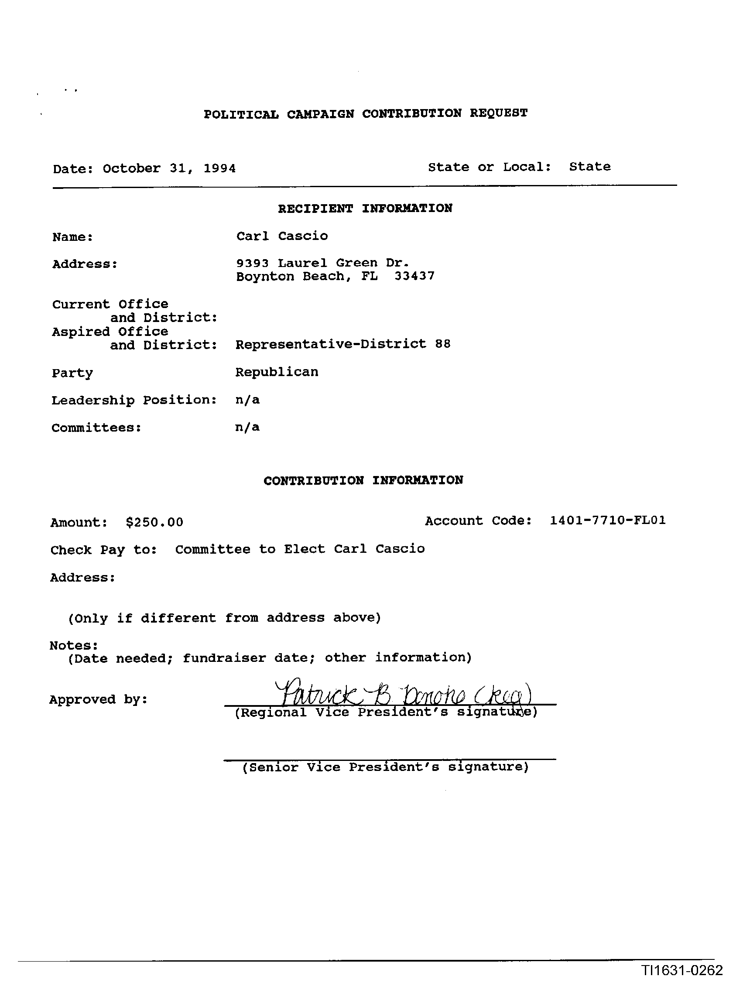 POLITICAL CAMPAIGN CONTRIBUTION REQUEST
Date: October 31, 1994 State or Local: State
RECIPIENT INFORMATION
Name: Carl Cascio
Address: 9393 Laurel Green Dr.
Boynton Beach, FL 33437
Current Office
and District:
Aspired Office
and District: Representative-District 88
Party Republican
Leadership Position: n/a
Committees: n/a
CONTRIBUTION INFORMATION
Amount: $250.00 Account Code: 1401-7710-FL01
Check Pay to: Committee to Elect Carl Cascio
Address:
(Only if different from address above)
Notes:
(Date needed; fundraiser date; other information)
Approved by: Patrick B Donoho
(Regional Vice President's signature)
(Senior Vice President's signature)
TI1631-0262